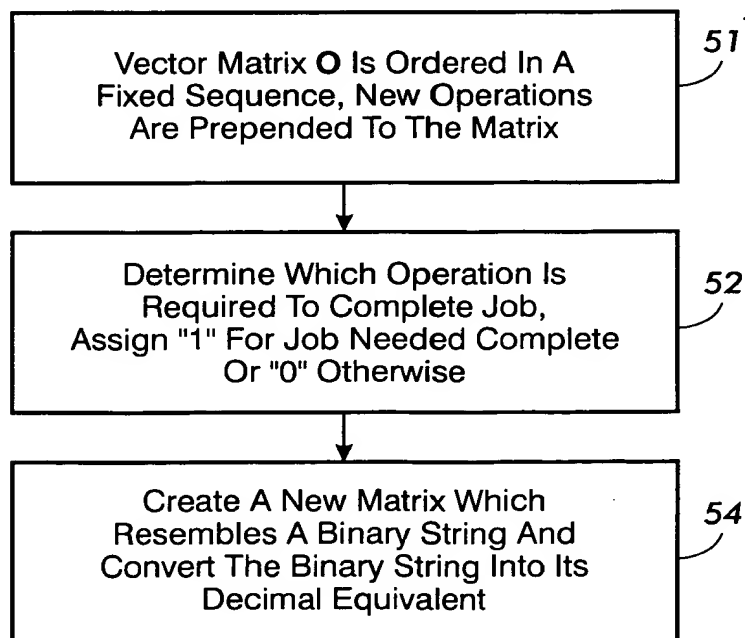 Vector Matrix O Is Ordered In A
Fixed Sequence, New Operations
Are Prepended To The Matrix
51
Determine Which Operation Is
Required To Complete Job,
Assign "1" For Job Needed Complete
Or "0" Otherwise
52
Create A New Matrix Which
Resembles A Binary String And
Convert The Binary String Into Its
Decimal Equivalent
54